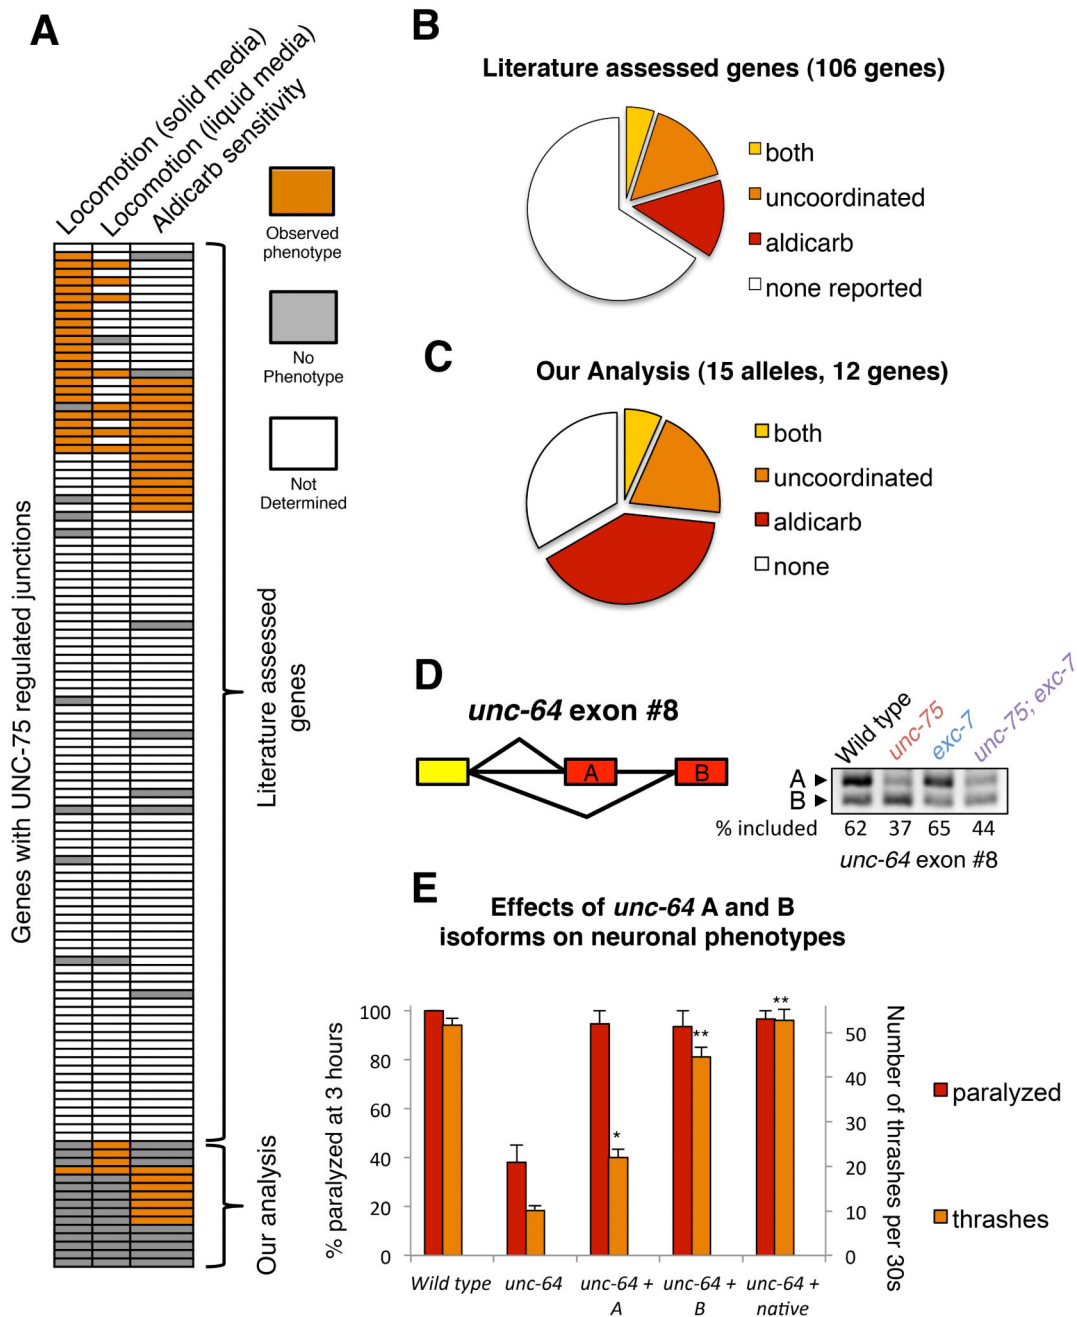 A
Locomotion (solid media)
Locomotion (liquid media)
Aldicarb sensitivity
Observed
phenotype
No
Phenotype
Not
Determined
Genes with UNC-75 regulated junctions
Literature assessed
genes
Our analysis
B
Literature assessed genes (106 genes)
both
uncoordinated
aldicarb
none reported
C
Our Analysis (15 alleles, 12 genes)
both
uncoordinated
aldicarb
none
D
unc-64 exon #8
A
B
Wild type
unc-75
exc-7
unc-75; exc-7
A
B
% included 62 37 65 44
unc-64 exon #8
E
Effects of unc-64 A and B
isoforms on neuronal phenotypes
% paralyzed at 3 hours
100
80
60
40
20
0
*
**
**
50
40
30
20
10
0
Number of thrashes per 30s
Wild type unc-64 unc-64 + unc-64 + unc-64 +
A B native
paralyzed
thrashes